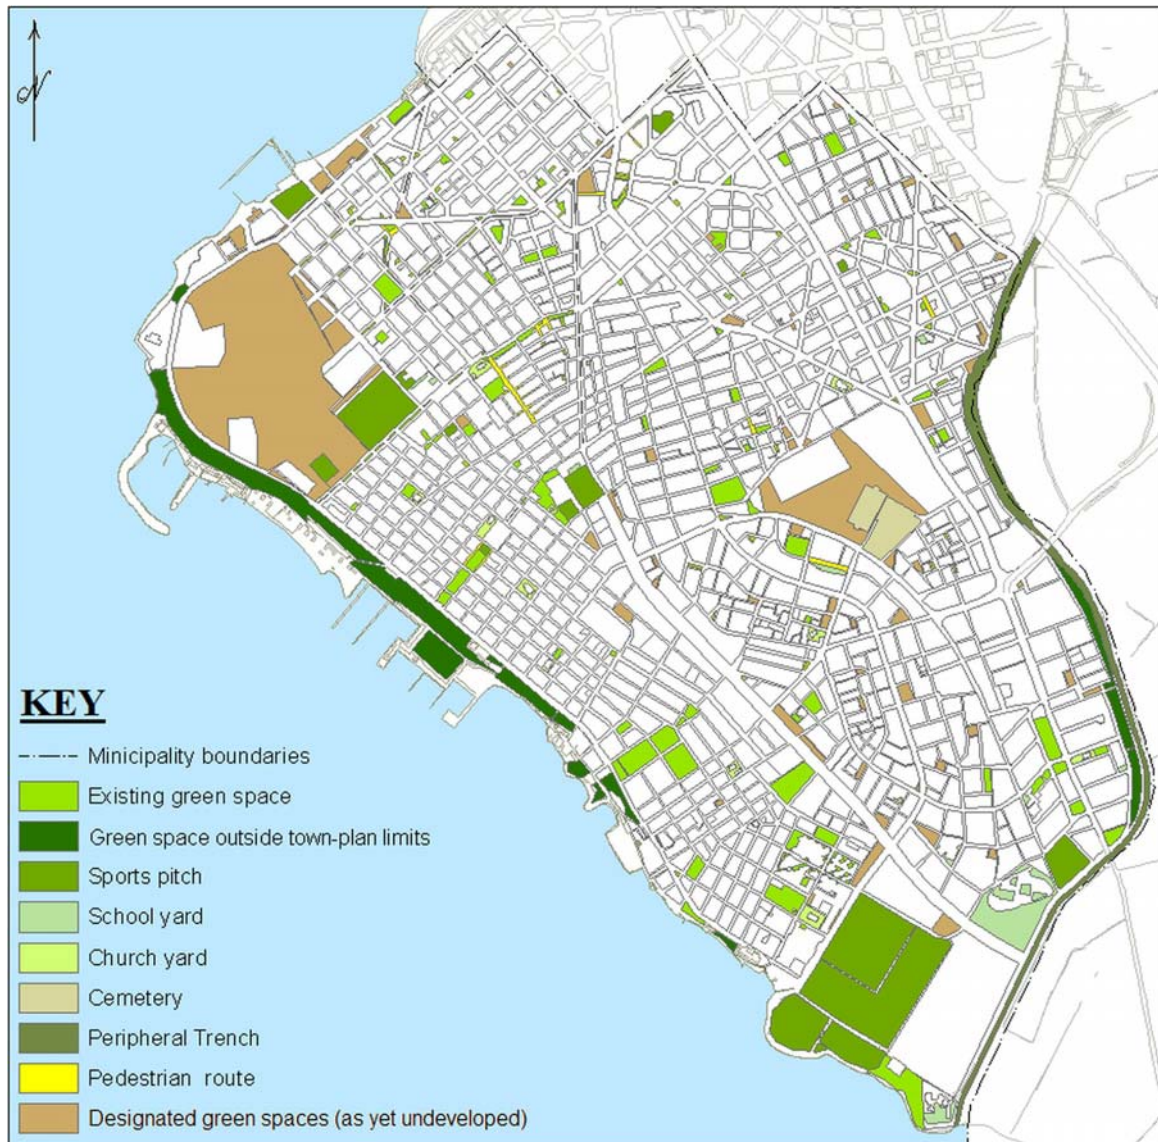 N
KEY
Minicipality boundaries
Existing green space
Green space outside town-plan limits
Sports pitch
School yard
Church yard
Cemetery
Peripheral Trench
Pedestrian route
Designated green spaces (as yet undeveloped)